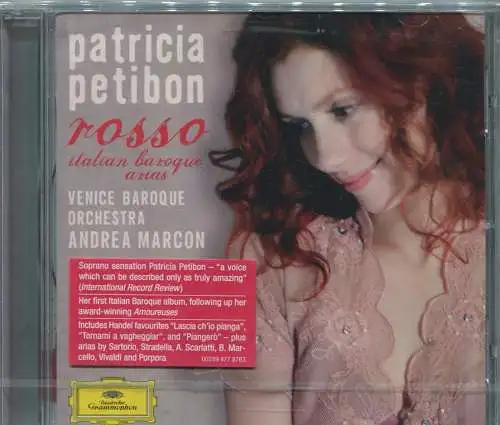 patricia
petibon
rosso
italian baroque
arias
VENICE BAROQUE
ORCHESTRA
ANDREA MARCON
Soprano sensation Patricia Petibon – "a voice
which can be described only as truly amazing"
(International Record Review)
Her first Italian Baroque album, following up her
award-winning Amoureuses
Includes Handel favourites "Lascia ch'io pianga",
"Tornami a vagheggiar", and "Piangerò" – plus
arias by Sartorio, Stradella, A. Scarlatti, B. Mar-
cello, Vivaldi and Porpora
00289 477 8763
Deutsche
Grammophon